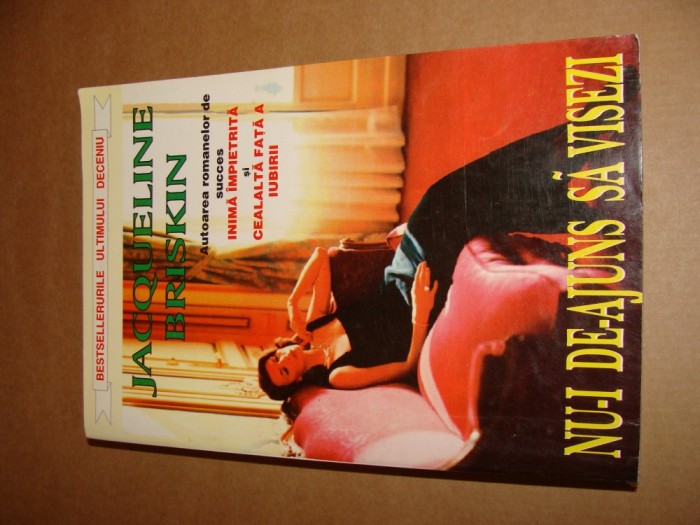 BESTSELLERURILE ULTIMULUI DECENIU
JACQUELINE
BRISKIN
Autoarea romanelor de
succes
INIMĂ ÎMPIETRITĂ
și
CEALALTĂ FAȚĂ A
IUBIRII
NU-I DE-AJUNS SĂ VISEZI